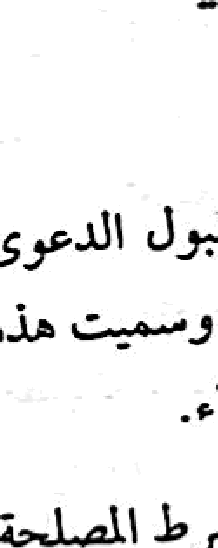 بول الدعوى
وسميت هذ
ء.
ط المصلحة